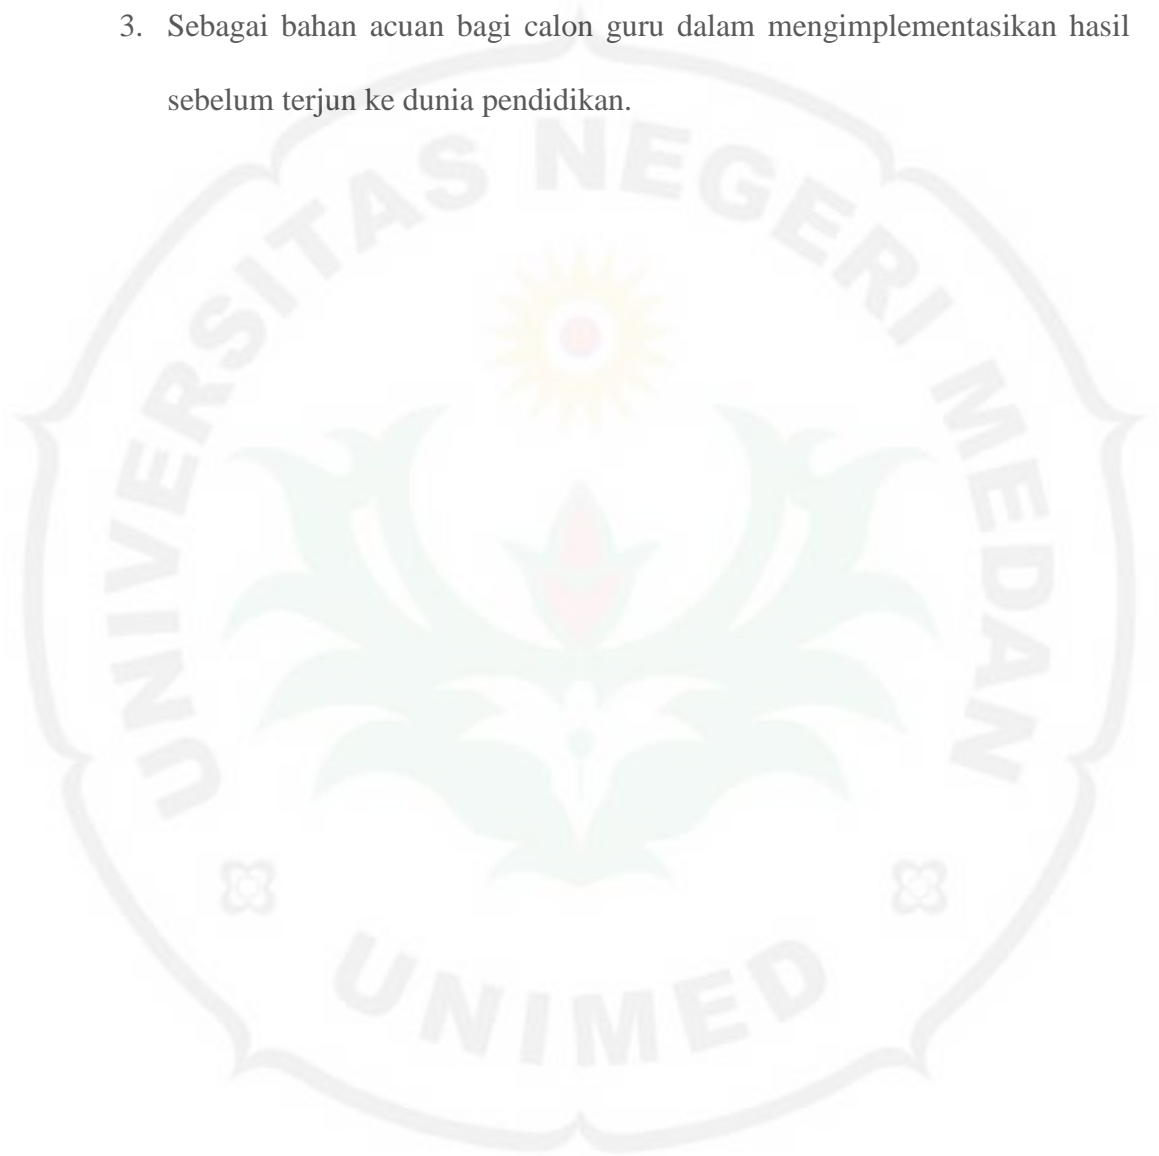 3. Sebagai bahan acuan bagi calon guru dalam mengimplementasikan hasil
sebelum terjun ke dunia pendidikan.
UNIVERSITAS NEGERI MEDAN
UNIMED